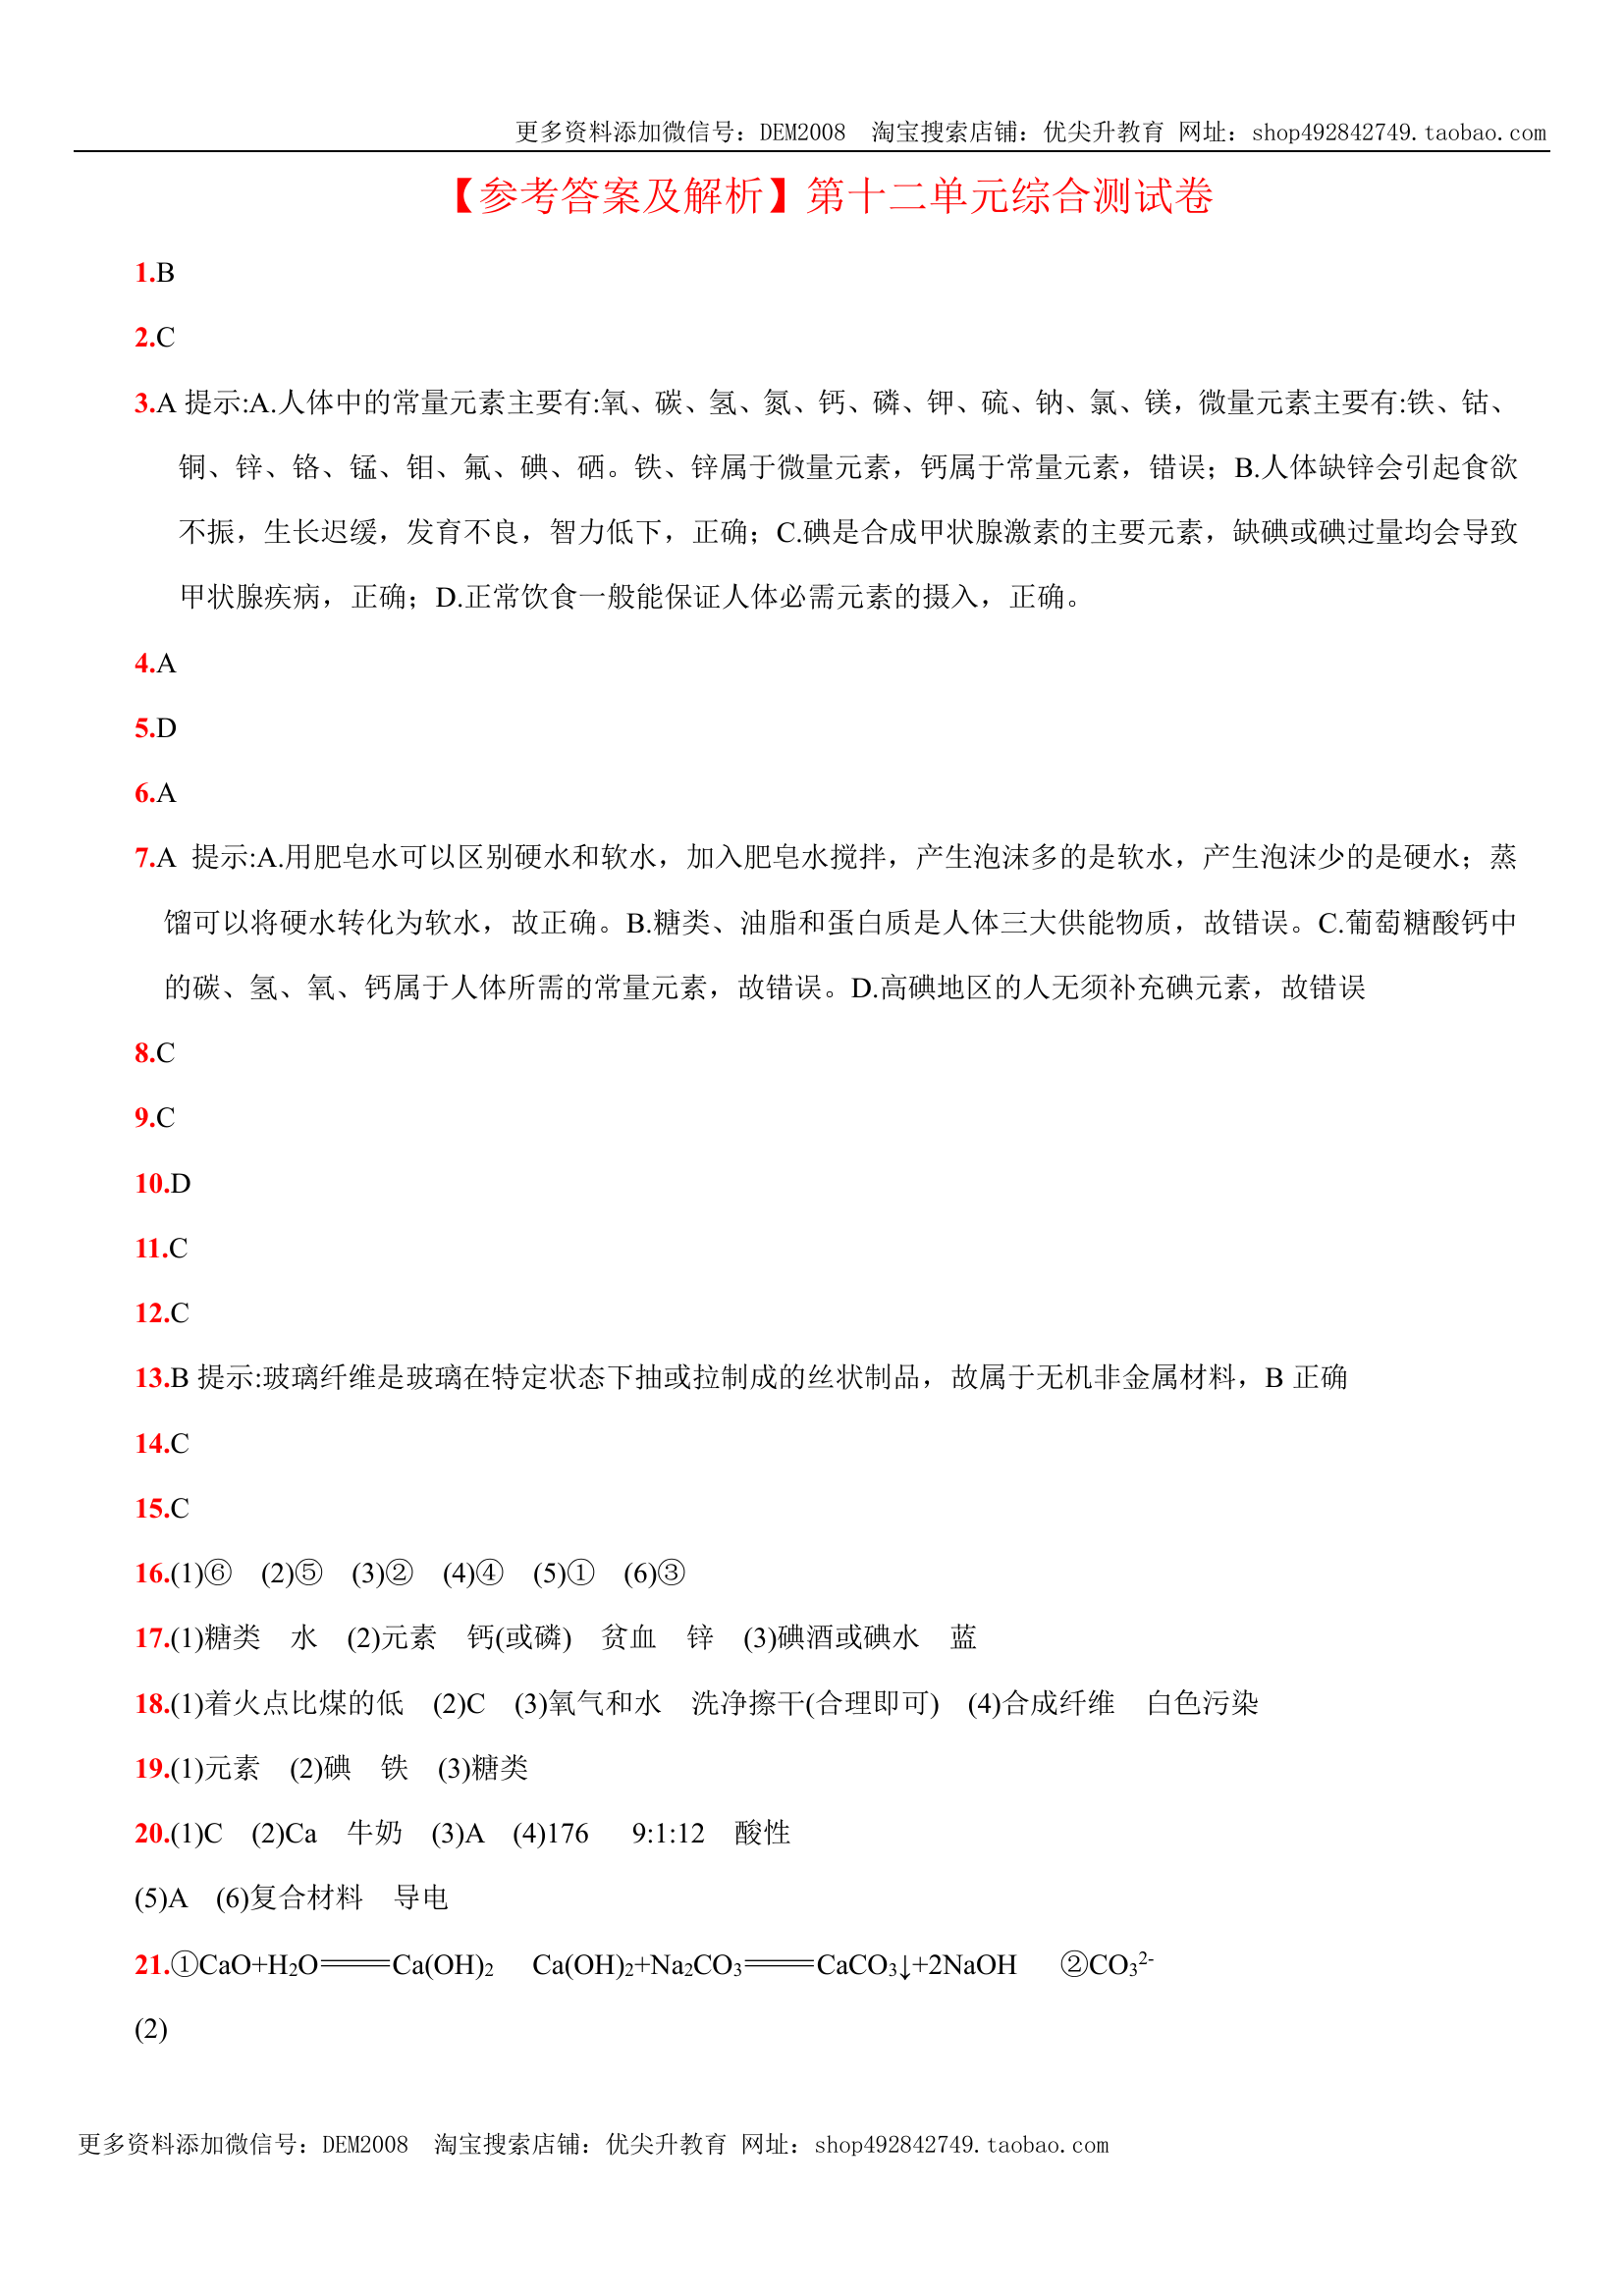 更多资料添加微信号：DEM2008 淘宝搜索店铺：优尖升教育 网址：shop492842749.taobao.com
【参考答案及解析】第十二单元综合测试卷
1.B
2.C
3.A 提示:A.人体中的常量元素主要有:氧、碳、氢、氮、钙、磷、钾、硫、钠、氯、镁，微量元素主要有:铁、钴、
铜、锌、铬、锰、钼、氟、碘、硒。铁、锌属于微量元素，钙属于常量元素，错误；B.人体缺锌会引起食欲
不振，生长迟缓，发育不良，智力低下，正确；C.碘是合成甲状腺激素的主要元素，缺碘或碘过量均会导致
甲状腺疾病，正确；D.正常饮食一般能保证人体必需元素的摄入，正确。
4.A
5.D
6.A
7.A 提示:A.用肥皂水可以区别硬水和软水，加入肥皂水搅拌，产生泡沫多的是软水，产生泡沫少的是硬水；蒸
馏可以将硬水转化为软水，故正确。B.糖类、油脂和蛋白质是人体三大供能物质，故错误。C.葡萄糖酸钙中
的碳、氢、氧、钙属于人体所需的常量元素，故错误。D.高碘地区的人无须补充碘元素，故错误
8.C
9.C
10.D
11.C
12.C
13.B 提示:玻璃纤维是玻璃在特定状态下抽或拉制成的丝状制品，故属于无机非金属材料，B 正确
14.C
15.C
16.(1)⑥ (2)⑤ (3)② (4)④ (5)① (6)③
17.(1)糖类 水 (2)元素 钙(或磷) 贫血 锌 (3)碘酒或碘水 蓝
18.(1)着火点比煤的低 (2)C (3)氧气和水 洗净擦干(合理即可) (4)合成纤维 白色污染
19.(1)元素 (2)碘 铁 (3)糖类
20.(1)C (2)Ca 牛奶 (3)A (4)176 9:1:12 酸性
(5)A (6)复合材料 导电
21.①CaO+H₂O═══Ca(OH)₂ Ca(OH)₂+Na₂CO₃═══CaCO₃↓+2NaOH ②CO₃²⁻
(2)
更多资料添加微信号：DEM2008 淘宝搜索店铺：优尖升教育 网址：shop492842749.taobao.com